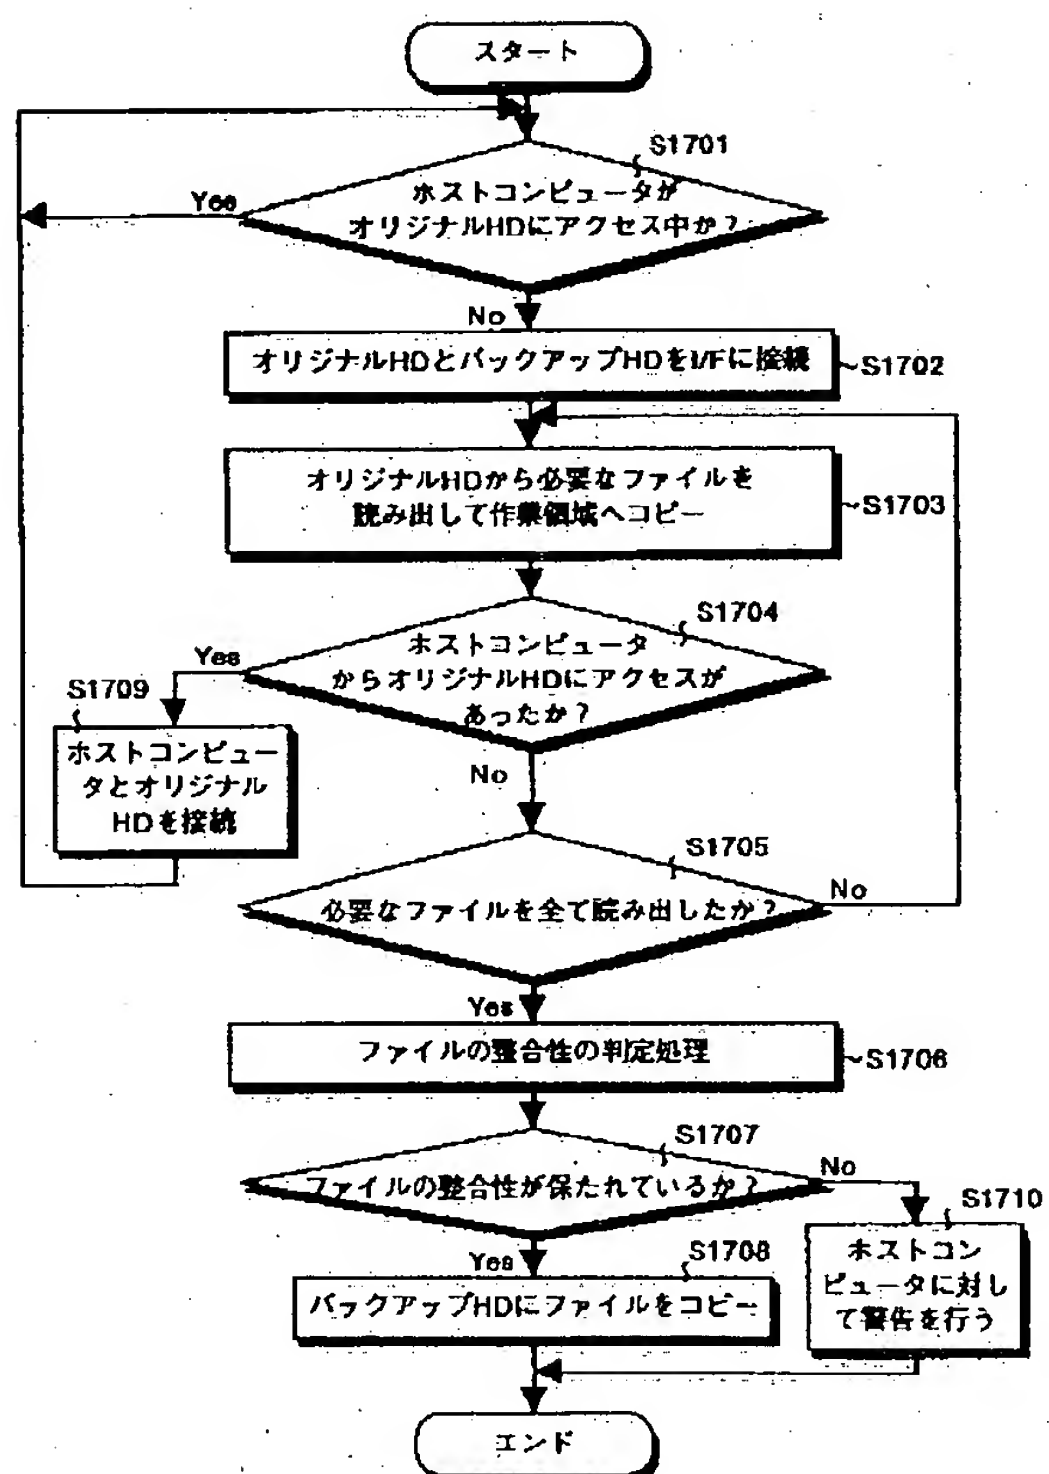 スタート
S1701
ホストコンピュータが
オリジナルHDにアクセス中か？
Yes
No
オリジナルHDとバックアップHDをI/Fに接続
S1702
オリジナルHDから必要なファイルを
読み出して作業領域へコピー
S1703
S1704
ホストコンピュータ
からオリジナルHDにアクセスが
あったか？
Yes
No
S1709
ホストコンピュー
タとオリジナル
HDを接続
S1705
必要なファイルを全て読み出したか？
No
Yes
ファイルの整合性の判定処理
S1706
S1707
ファイルの整合性が保たれているか？
No
Yes
S1710
ホストコン
ピュータに対し
て警告を行う
S1708
バックアップHDにファイルをコピー
エンド